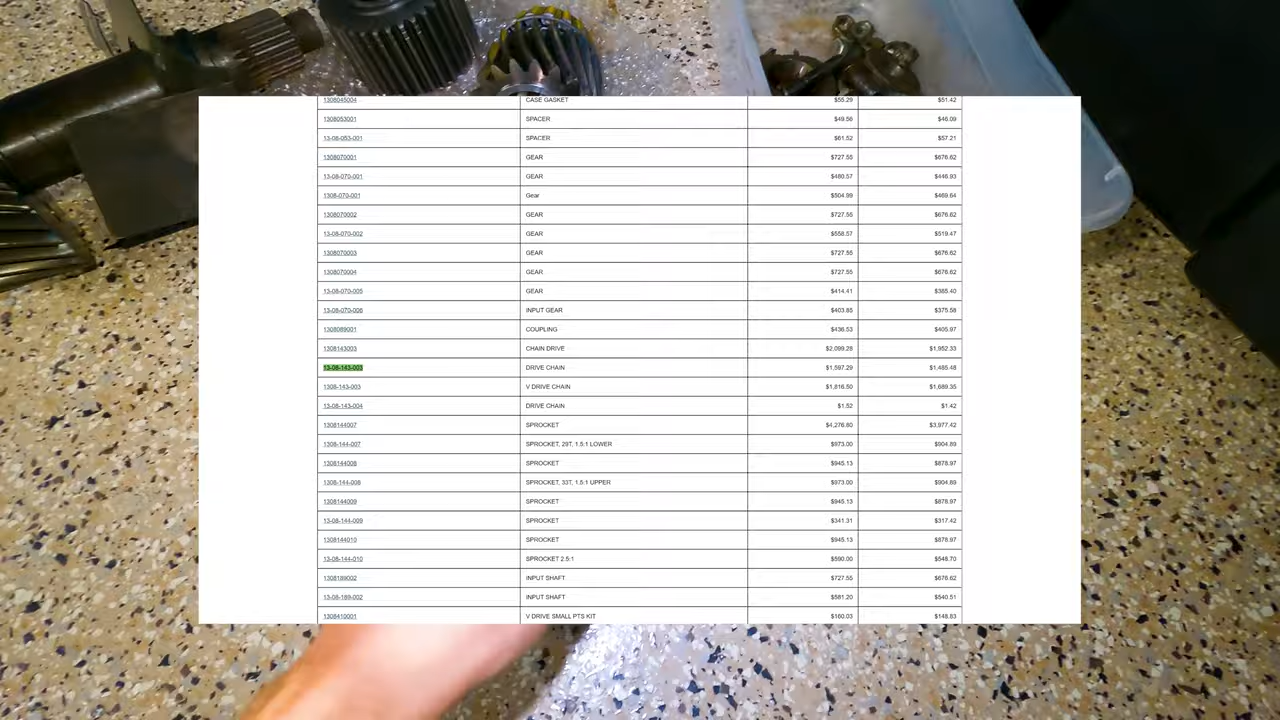 1308045004 CASE GASKET $55.29 $51.42
1308053001 SPACER $49.56 $46.09
13-08-053-001 SPACER $61.52 $57.21
1308070001 GEAR $727.55 $676.62
13-08-070-001 GEAR $480.57 $446.93
1308-070-001 Gear $504.99 $469.64
1308070002 GEAR $727.55 $676.62
13-08-070-002 GEAR $558.57 $519.47
1308070003 GEAR $727.55 $676.62
1308070004 GEAR $727.55 $676.62
13-08-070-005 GEAR $414.41 $385.40
13-08-070-006 INPUT GEAR $403.85 $375.58
1308089001 COUPLING $436.53 $405.97
1308143003 CHAIN DRIVE $2,099.28 $1,952.33
13-08-143-003 DRIVE CHAIN $1,597.29 $1,485.48
1308-143-003 V DRIVE CHAIN $1,816.50 $1,689.35
13-08-143-004 DRIVE CHAIN $1.52 $1.42
1308144007 SPROCKET $4,276.80 $3,977.42
1308-144-007 SPROCKET, 29T, 1.5:1 LOWER $973.00 $904.89
1308144008 SPROCKET $945.13 $878.97
1308-144-008 SPROCKET, 33T, 1.5:1 UPPER $973.00 $904.89
1308144009 SPROCKET $945.13 $878.97
13-08-144-009 SPROCKET $341.31 $317.42
1308144010 SPROCKET $945.13 $878.97
13-08-144-010 SPROCKET 2.5:1 $590.00 $548.70
1308189002 INPUT SHAFT $727.55 $676.62
13-08-189-002 INPUT SHAFT $581.20 $540.51
1308410001 V DRIVE SMALL PTS KIT $160.03 $148.83